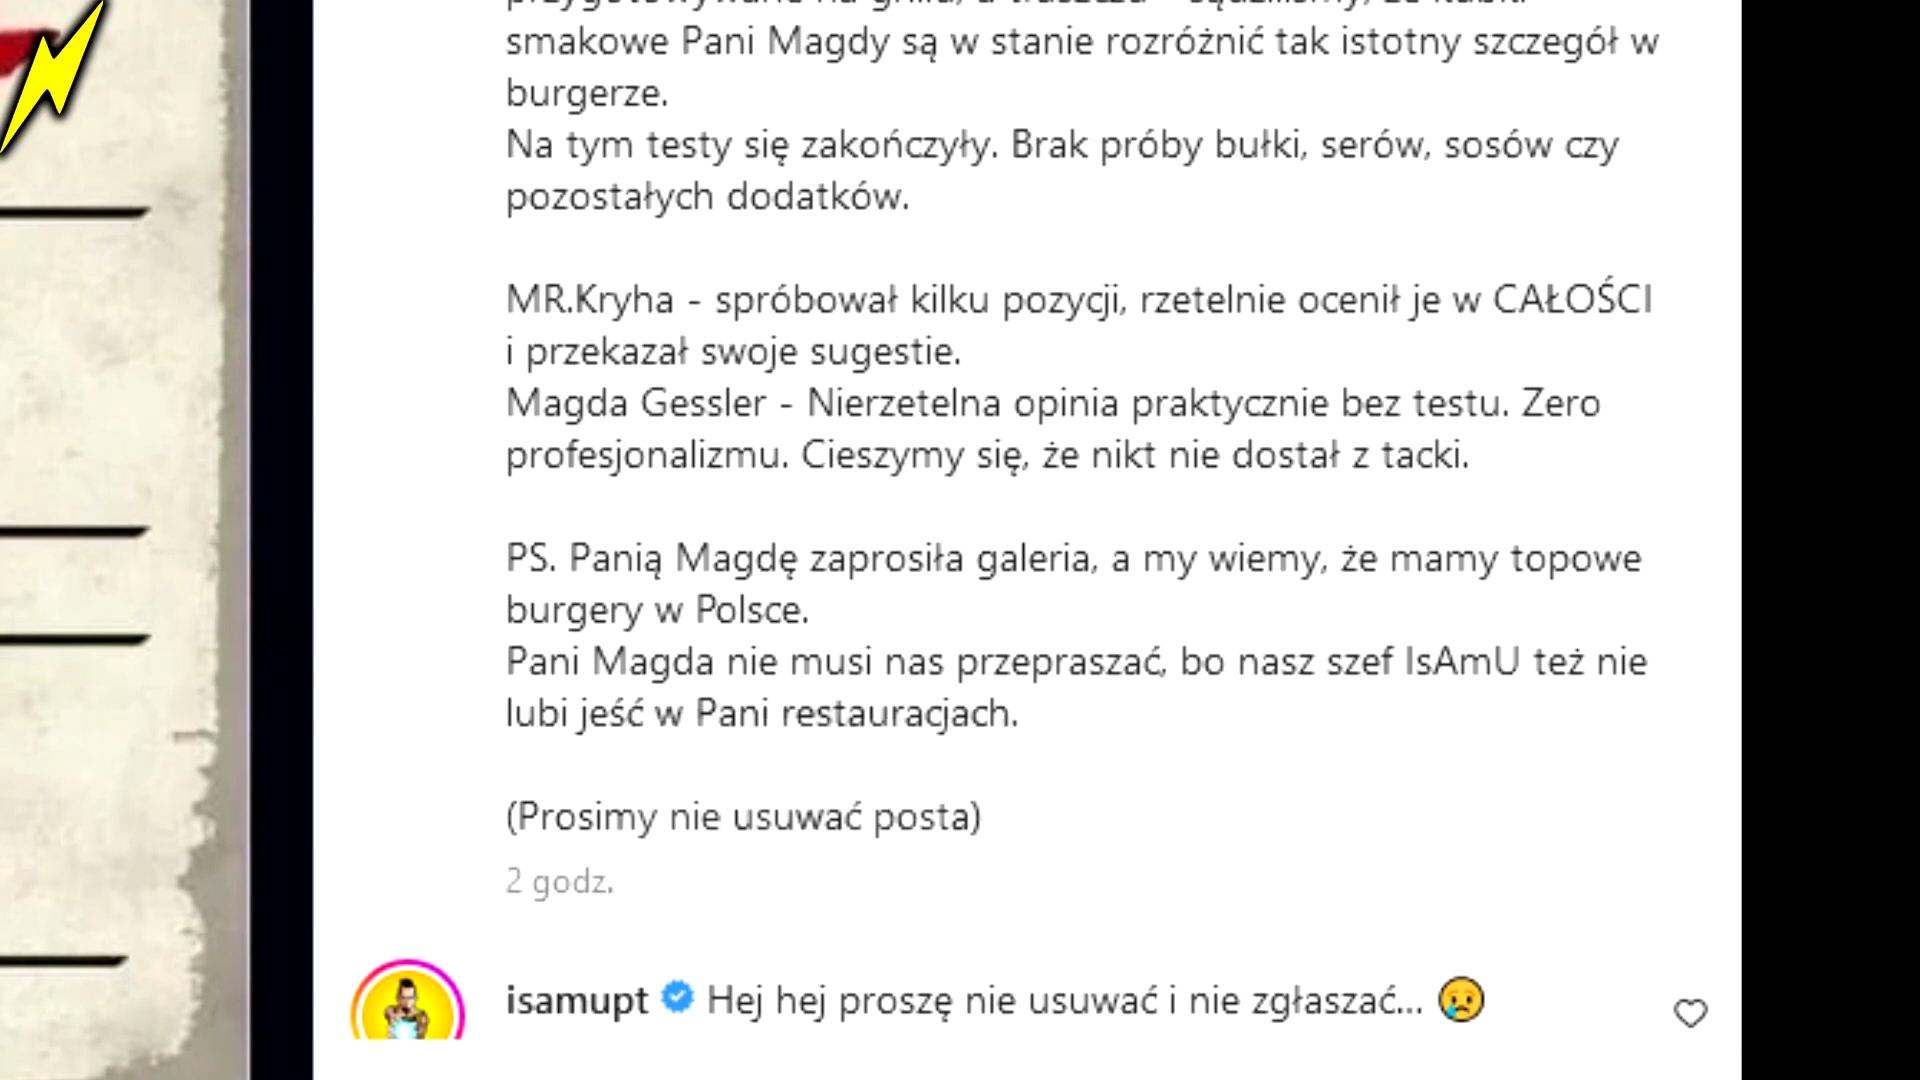 smakowe Pani Magdy są w stanie rozróżnić tak istotny szczegół w
burgerze.
Na tym testy się zakończyły. Brak próby bułki, serów, sosów czy
pozostałych dodatków.
MR.Kryha - spróbował kilku pozycji, rzetelnie ocenił je w CAŁOŚCI
i przekazał swoje sugestie.
Magda Gessler - Nierzetelna opinia praktycznie bez testu. Zero
profesjonalizmu. Cieszymy się, że nikt nie dostał z tacki.
PS. Panią Magdę zaprosiła galeria, a my wiemy, że mamy topowe
burgery w Polsce.
Pani Magda nie musi nas przepraszać, bo nasz szef IsAmU też nie
lubi jeść w Pani restauracjach.
(Prosimy nie usuwać posta)
2 godz.
isamupt Hej hej proszę nie usuwać i nie zgłaszać... 😢